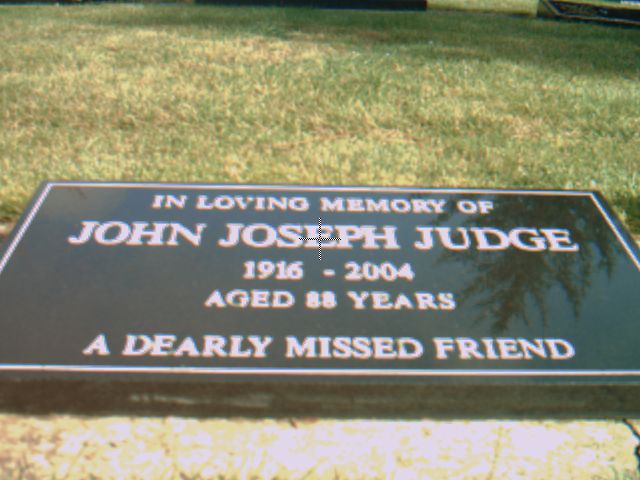 IN LOVING MEMORY OF
JOHN JOSEPH JUDGE
1916 - 2004
AGED 88 YEARS
A DEARLY MISSED FRIEND